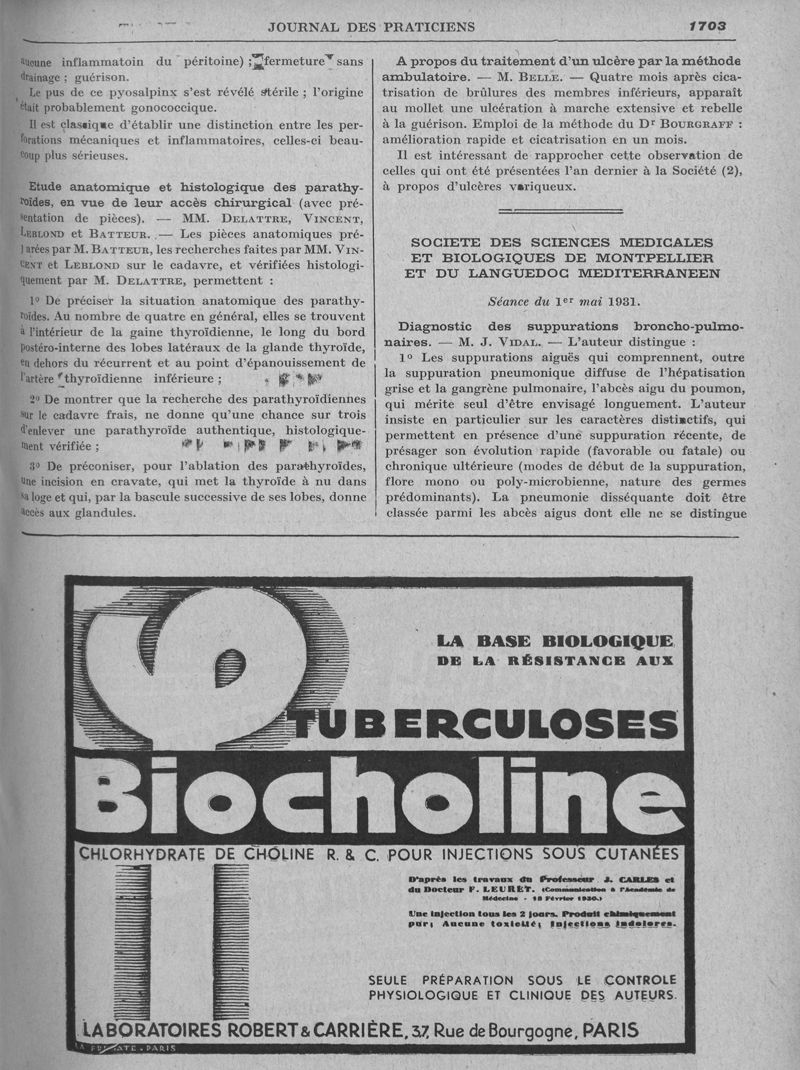 JOURNAL DES PRATICIENS
1703
aucune inflammatoin du péritoine) ; fermeture sans
drainage ; guérison.
Le pus de ce pyosalpinx s'est révélé stérile ; l'origine
était probablement gonococcique.
Il est classique d'établir une distinction entre les per-
forations mécaniques et inflammatoires, celles-ci beau-
coup plus sérieuses.
Etude anatomique et histologique des parathy-
roïdes, en vue de leur accès chirurgical (avec pré-
sentation de pièces). — MM. DELATTRE, VINCENT,
LEBLOND et BATTEUR. — Les pièces anatomiques pré-
parées par M. BATTEUR, les recherches faites par MM. VIN-
CENT et LEBLOND sur le cadavre, et vérifiées histologi-
quement par M. DELATTRE, permettent :
1º De préciser la situation anatomique des parathy-
roïdes. Au nombre de quatre en général, elles se trouvent
à l'intérieur de la gaine thyroïdienne, le long du bord
postéro-interne des lobes latéraux de la glande thyroïde,
en dehors du récurrent et au point d'épanouissement de
l'artère thyroïdienne inférieure ;
2º De montrer que la recherche des parathyroïdiennes
sur le cadavre frais, ne donne qu'une chance sur trois
d'enlever une parathyroïde authentique, histologique-
ment vérifiée ;
3º De préconiser, pour l'ablation des parathyroïdes,
une incision en cravate, qui met la thyroïde à nu dans
sa loge et qui, par la bascule successive de ses lobes, donne
accès aux glandules.
A propos du traitement d'un ulcère par la méthode
ambulatoire. — M. BELLE. — Quatre mois après cica-
trisation de brûlures des membres inférieurs, apparaît
au mollet une ulcération à marche extensive et rebelle
à la guérison. Emploi de la méthode du Dr BOURGRAFF :
amélioration rapide et cicatrisation en un mois.
Il est intéressant de rapprocher cette observation de
celles qui ont été présentées l'an dernier à la Société (2),
à propos d'ulcères variqueux.
SOCIETE DES SCIENCES MEDICALES
ET BIOLOGIQUES DE MONTPELLIER
ET DU LANGUEDOC MEDITERRANEEN
Séance du 1er mai 1931.
Diagnostic des suppurations broncho-pulmo-
naires. — M. J. VIDAL. — L'auteur distingue :
1º Les suppurations aiguës qui comprennent, outre
la suppuration pneumonique diffuse de l'hépatisation
grise et la gangrène pulmonaire, l'abcès aigu du poumon,
qui mérite seul d'être envisagé longuement. L'auteur
insiste en particulier sur les caractères distinctifs, qui
permettent en présence d'une suppuration récente, de
présager son évolution rapide (favorable ou fatale) ou
chronique ultérieure (modes de début de la suppuration,
flore mono ou poly-microbienne, nature des germes
prédominants). La pneumonie disséquante doit être
classée parmi les abcès aigus dont elle ne se distingue
LA BASE BIOLOGIQUE
DE LA RÉSISTANCE AUX
TUBERCULOSES
Biocholine
CHLORHYDRATE DE CHOLINE R. & C. POUR INJECTIONS SOUS CUTANÉES
D'après les travaux du Professeur J. CARLES et
du Docteur F. LEURET. (Communication à l'Académie de
Médecine - 18 Février 1930.)
Une injection tous les 2 jours. Produit chimiquement
pur; Aucune toxicité; Injections indolores.
SEULE PRÉPARATION SOUS LE CONTROLE
PHYSIOLOGIQUE ET CLINIQUE DES AUTEURS.
LABORATOIRES ROBERT & CARRIÈRE, 37, Rue de Bourgogne, PARIS
PARIS